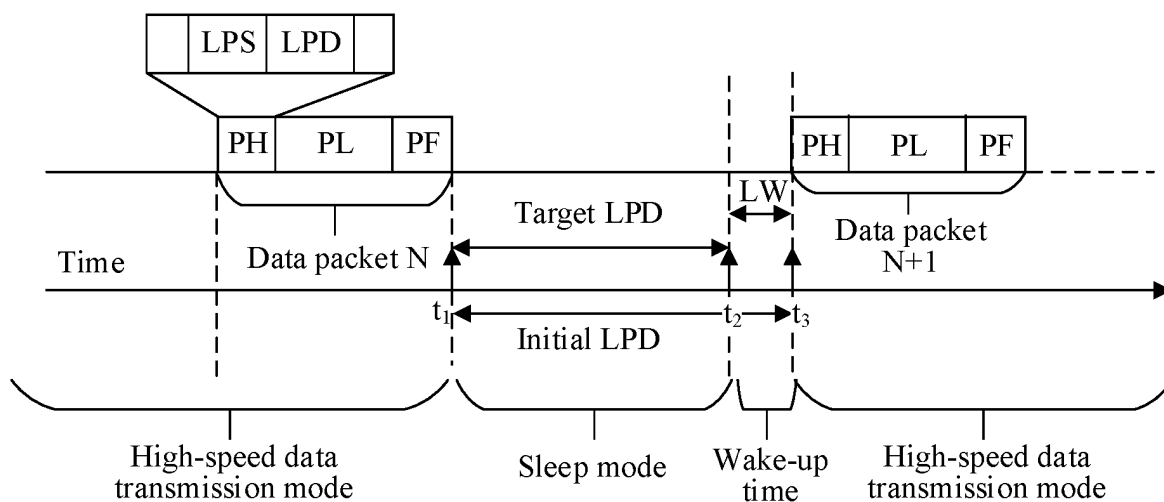 LPS LPD
PH PL PF
PH PL PF
LW
Target LPD
Data packet N
Data packet
N+1
Time
t1
t2
t3
Initial LPD
High-speed data
transmission mode
Sleep mode
Wake-up
time
High-speed data
transmission mode